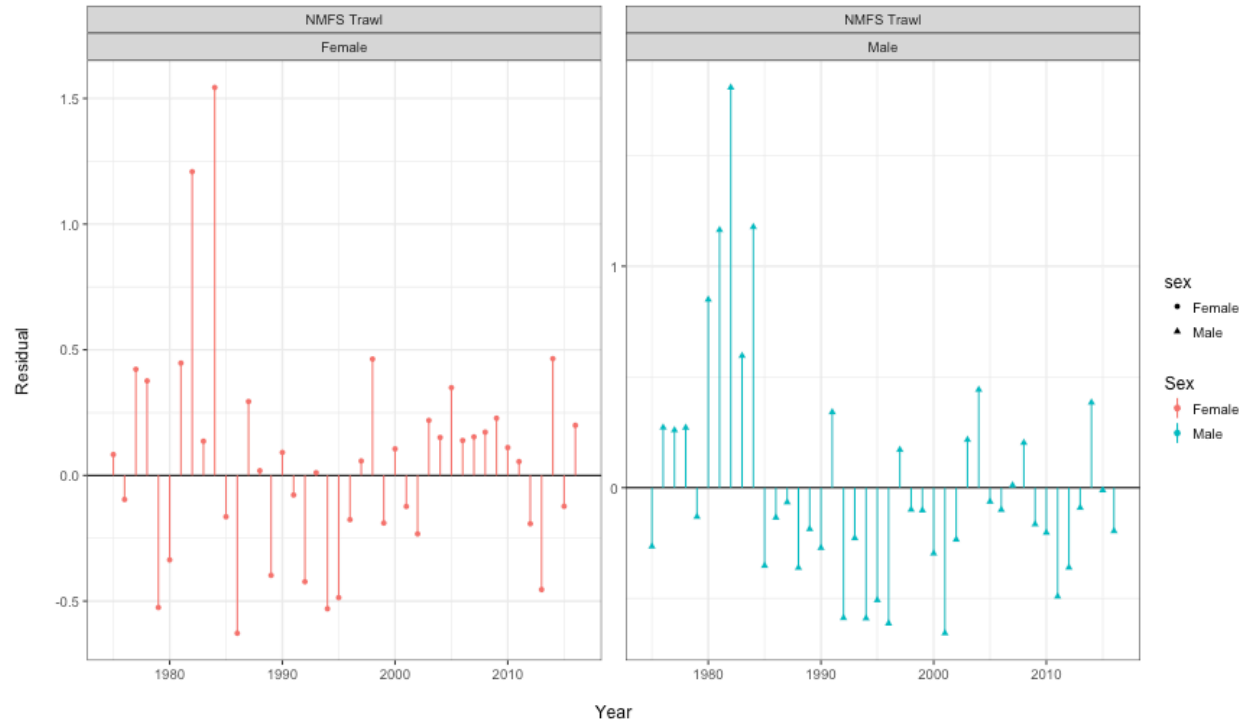 NMFS Trawl
NMFS Trawl
Female
Male
1.5
1.0
0.5
0.0
-0.5
1
0
Residual
1980
1990
2000
2010
1980
1990
2000
2010
Year
sex
Female
Male
Sex
Female
Male